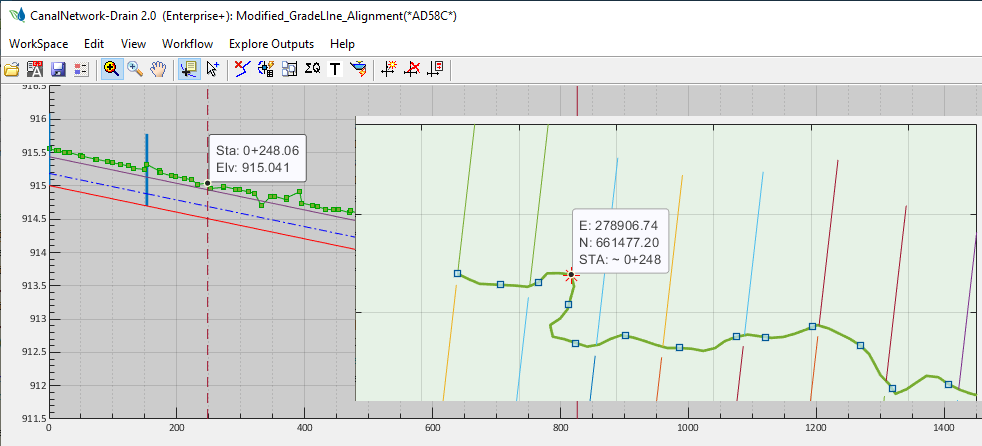 CanalNetwork-Drain 2.0 (Enterprise+): Modified_GradeLIne_Alignment(*AD58C*)
WorkSpace Edit View Workflow Explore Outputs Help
ΣQ T
916.5
916
915.5
915
914.5
914
913.5
913
912.5
912
911.5
Sta: 0+248.06
Elv: 915.041
E: 278906.74
N: 661477.20
STA: ~ 0+248
0 200 400 600 800 1000 1200 1400